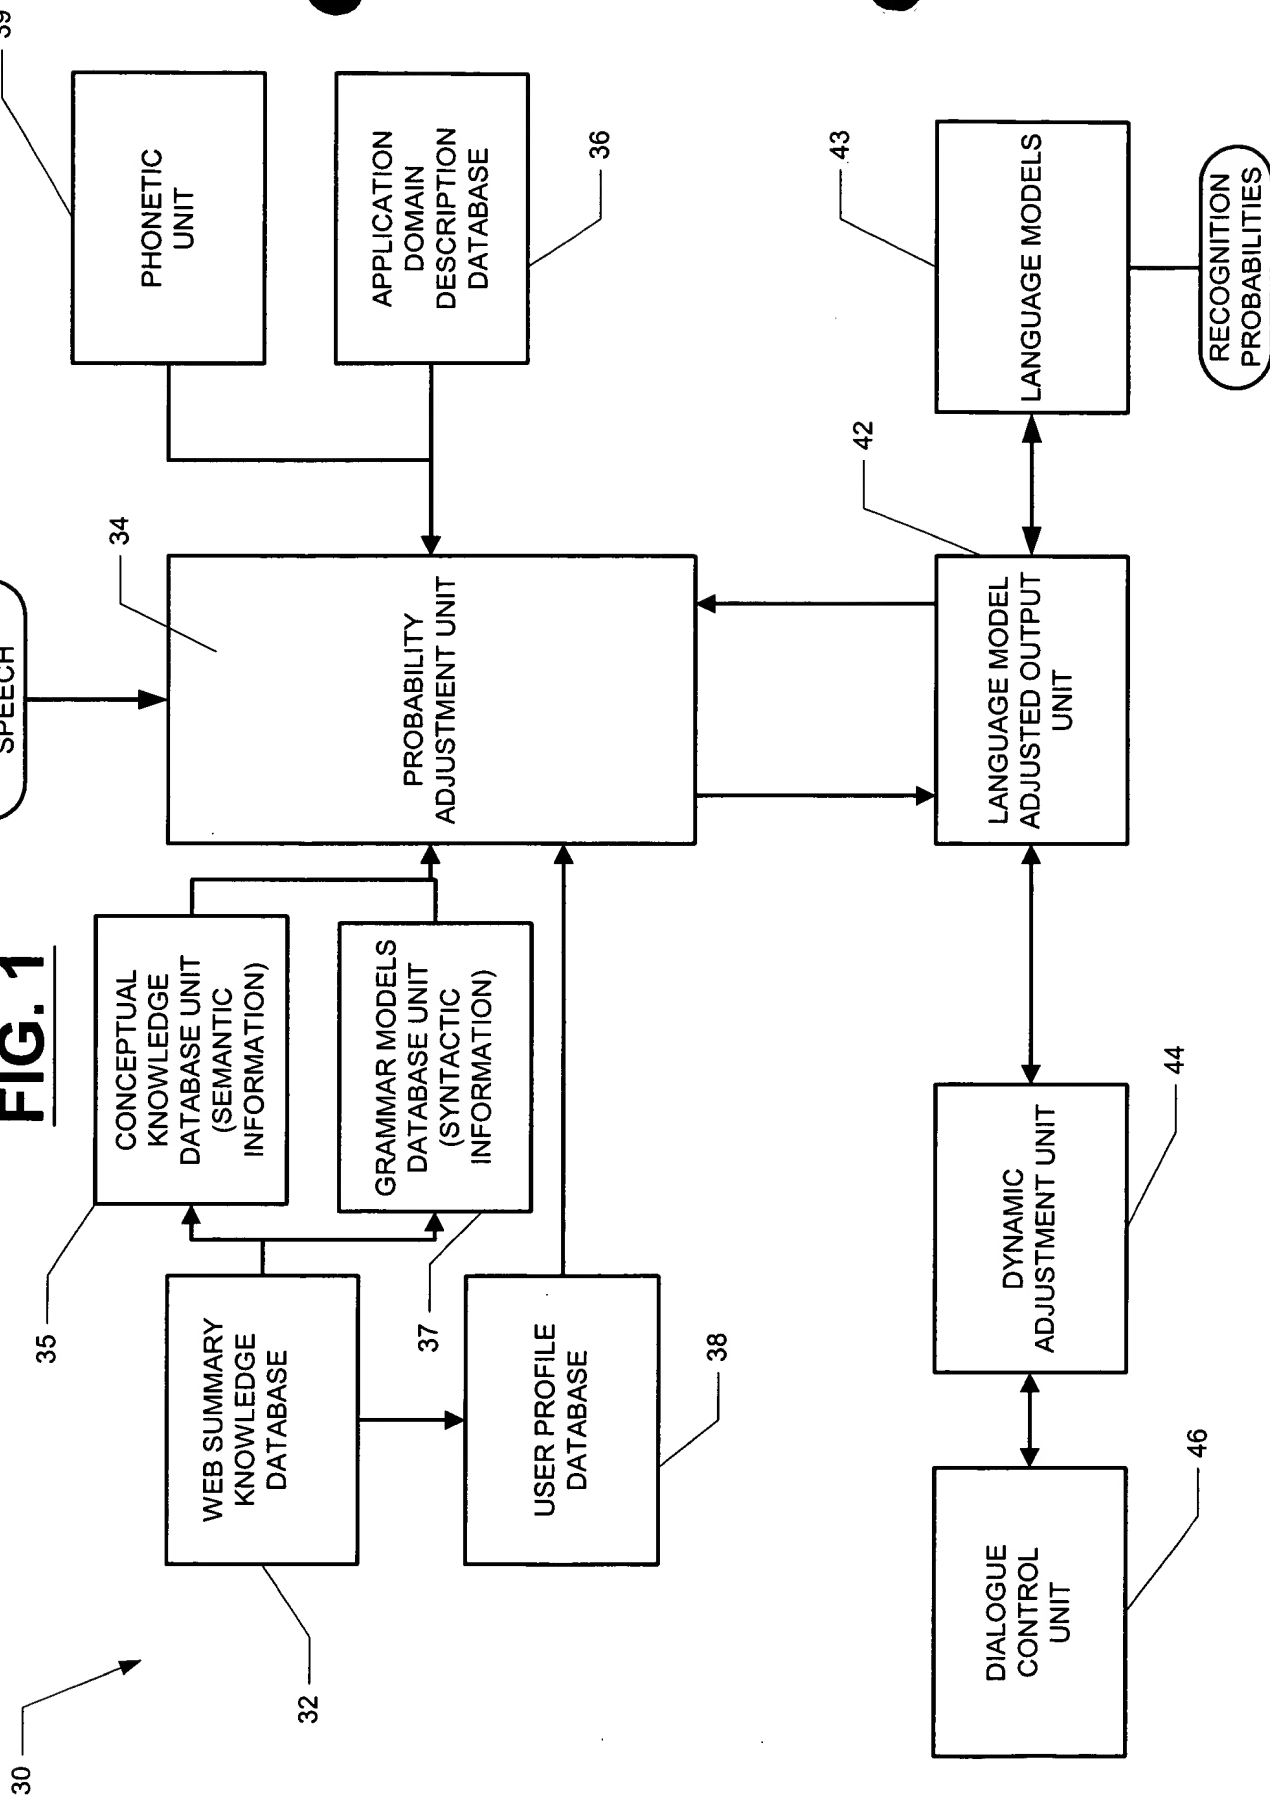 FIG. 1
30
32
WEB SUMMARY
KNOWLEDGE
DATABASE
35
CONCEPTUAL
KNOWLEDGE
DATABASE UNIT
(SEMANTIC
INFORMATION)
37
GRAMMAR MODELS
DATABASE UNIT
(SYNTACTIC
INFORMATION)
USER PROFILE
DATABASE
38
SPEECH
34
PROBABILITY
ADJUSTMENT UNIT
39
PHONETIC
UNIT
APPLICATION
DOMAIN
DESCRIPTION
DATABASE
36
DIALOGUE
CONTROL
UNIT
46
DYNAMIC
ADJUSTMENT UNIT
44
LANGUAGE MODEL
ADJUSTED OUTPUT
UNIT
42
LANGUAGE MODELS
43
RECOGNITION
PROBABILITIES